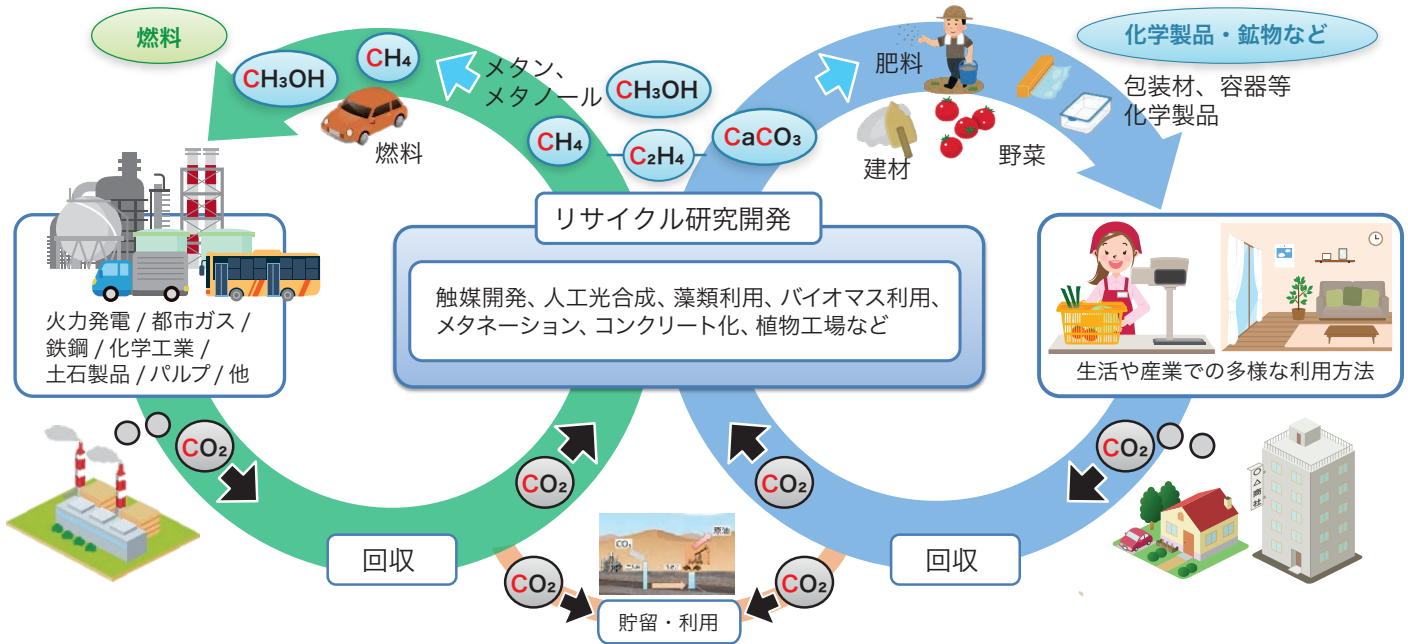 燃料
CH₃OH
CH₄
メタン、
メタノール
燃料
CH₃OH
CH₄
C₂H₄
CaCO₃
肥料
建材
野菜
化学製品・鉱物など
包装材、容器等
化学製品
リサイクル研究開発
触媒開発、人工光合成、藻類利用、バイオマス利用、
メタネーション、コンクリート化、植物工場など
火力発電 / 都市ガス /
鉄鋼 / 化学工業 /
土石製品 / パルプ / 他
生活や産業での多様な利用方法
CO₂
CO₂
CO₂
CO₂
〇△商社
回収
回収
CO₂
CO₂
CO₂
原油
貯留・利用